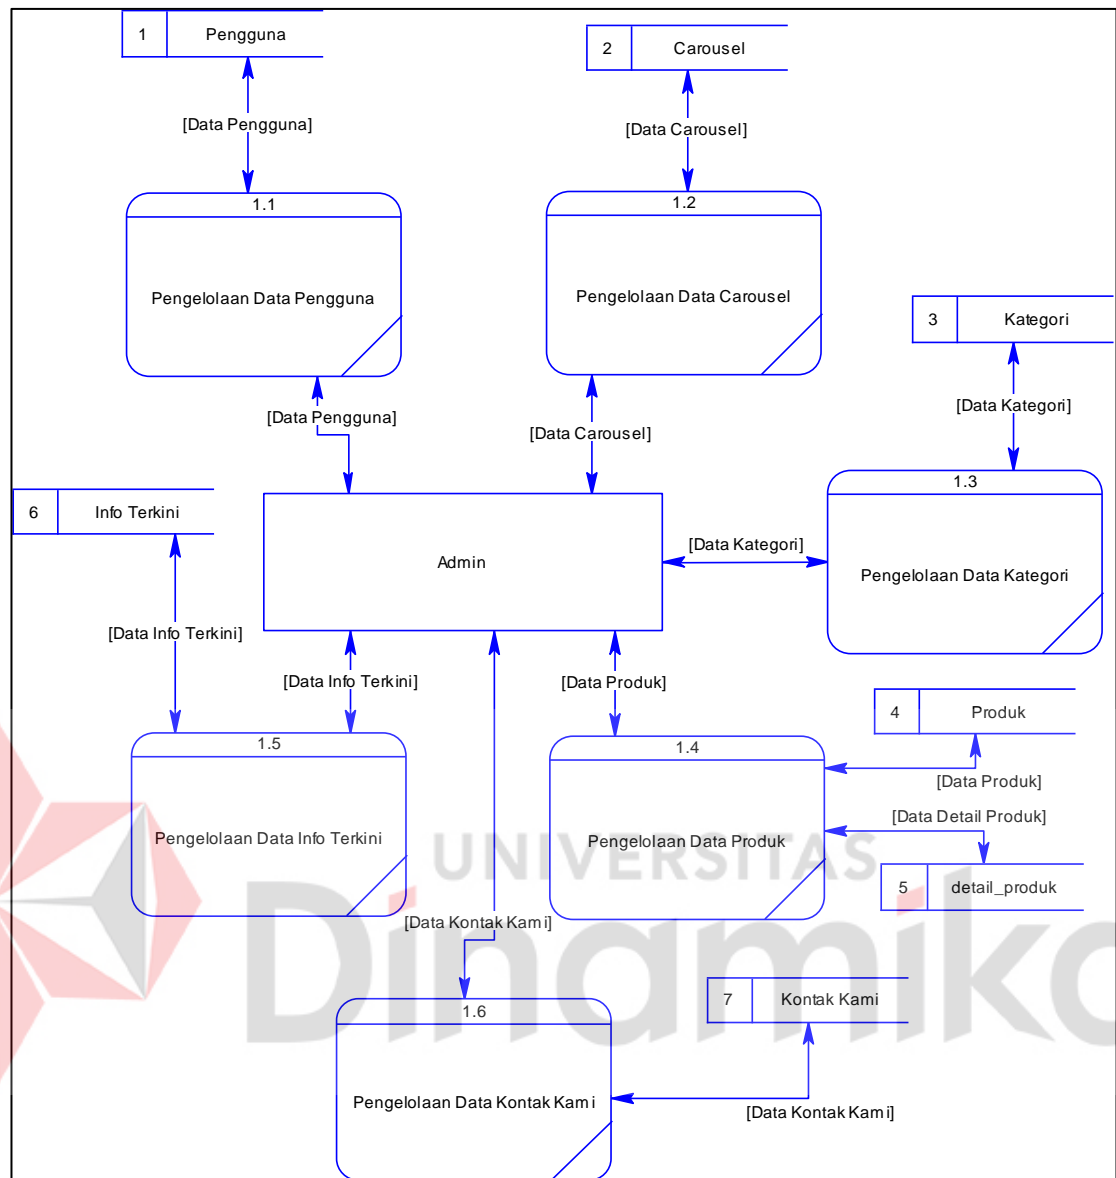 1 Pengguna
2 Carousel
[Data Pengguna]
[Data Carousel]
1.1
Pengelolaan Data Pengguna
1.2
Pengelolaan Data Carousel
3 Kategori
[Data Kategori]
[Data Pengguna]
[Data Carousel]
1.3
Pengelolaan Data Kategori
6 Info Terkini
Admin
[Data Kategori]
[Data Info Terkini]
[Data Info Terkini]
[Data Produk]
4 Produk
[Data Produk]
1.5
Pengelolaan Data Info Terkini
1.4
Pengelolaan Data Produk
[Data Detail Produk]
5 detail_produk
UNIVERSITAS
Dinamika
[Data Kontak Kami]
7 Kontak Kami
1.6
Pengelolaan Data Kontak Kami
[Data Kontak Kami]